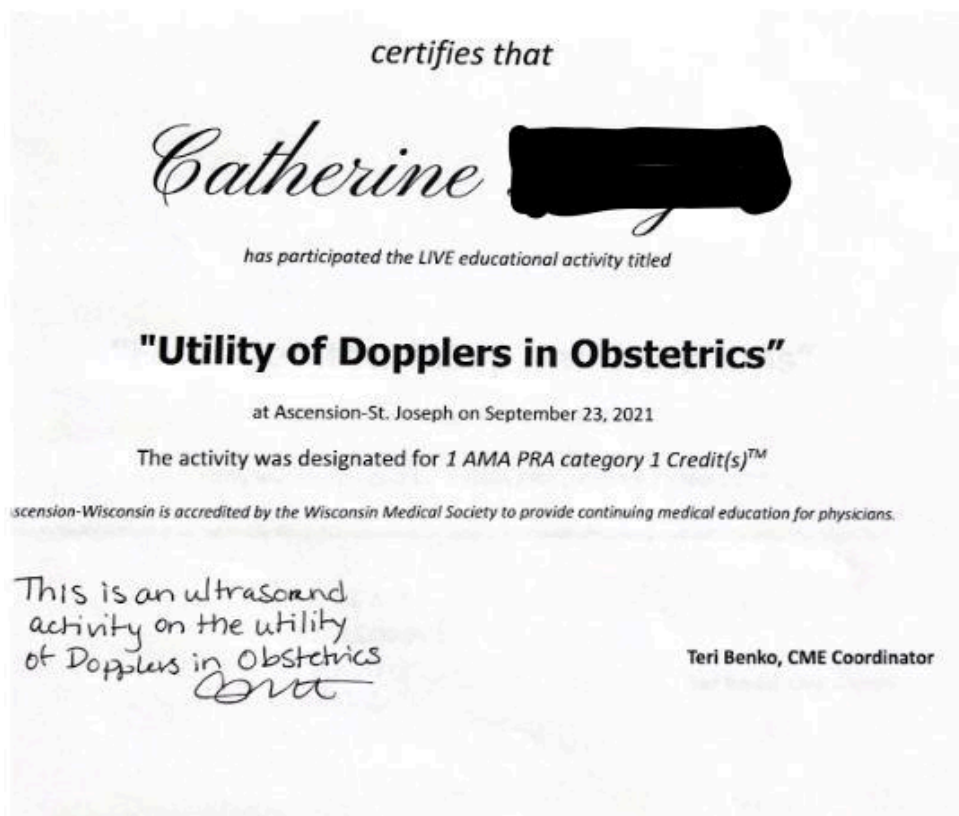 certifies that
Catherine
has participated the LIVE educational activity titled
"Utility of Dopplers in Obstetrics”
at Ascension-St. Joseph on September 23, 2021
The activity was designated for 1 AMA PRA category 1 Credit(s)TM
scension-Wisconsin is accredited by the Wisconsin Medical Society to provide continuing medical education for physicians.
This is an ultrasound
activity on the utility
of Dopplers in Obstetrics
Teri Benko, CME Coordinator